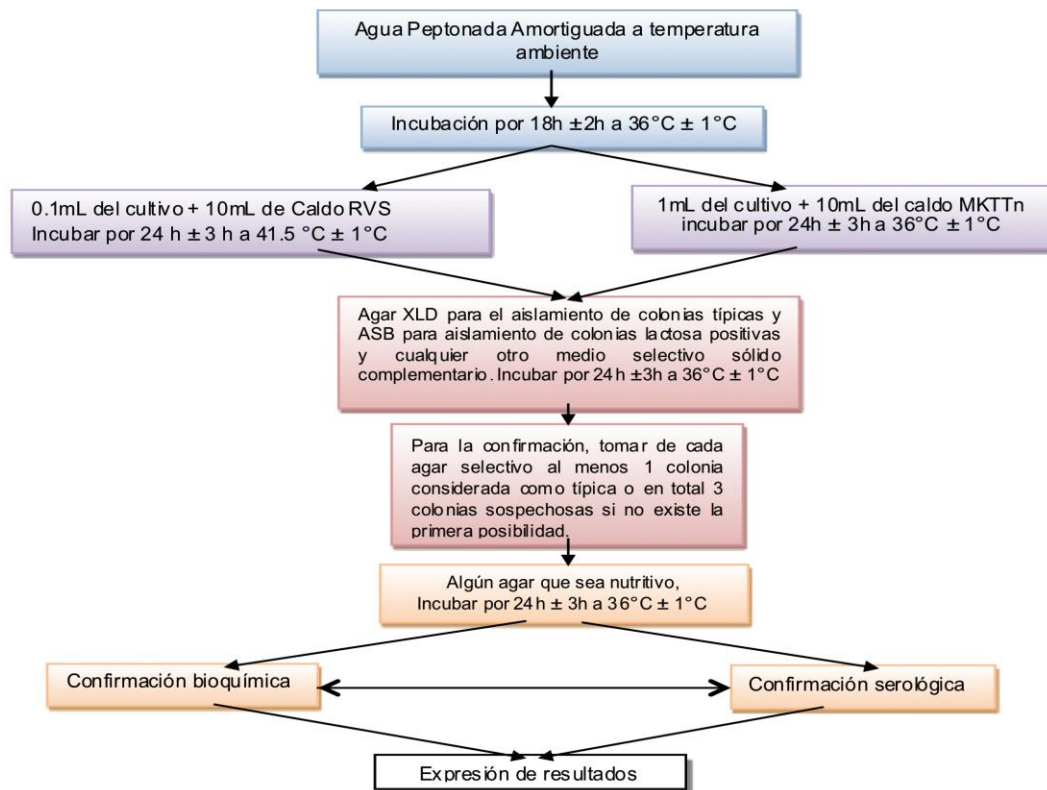 Agua Peptonada Amortiguada a temperatura
ambiente
Incubación por 18h ±2h a 36°C ± 1°C
0.1mL del cultivo + 10mL de Caldo RVS
Incubar por 24 h ± 3 h a 41.5 °C ± 1°C
1mL del cultivo + 10mL del caldo MKTTn
incubar por 24h ± 3h a 36°C ± 1°C
Agar XLD para el aislamiento de colonias típicas y
ASB para aislamiento de colonias lactosa positivas
y cualquier otro medio selectivo sólido
complementario. Incubar por 24h ±3h a 36°C ± 1°C
Para la confirmación, tomar de cada
agar selectivo al menos 1 colonia
considerada como típica o en total 3
colonias sospechosas si no existe la
primera posibilidad.
Algún agar que sea nutritivo,
Incubar por 24h ± 3h a 36°C ± 1°C
Confirmación bioquímica
Confirmación serológica
Expresión de resultados